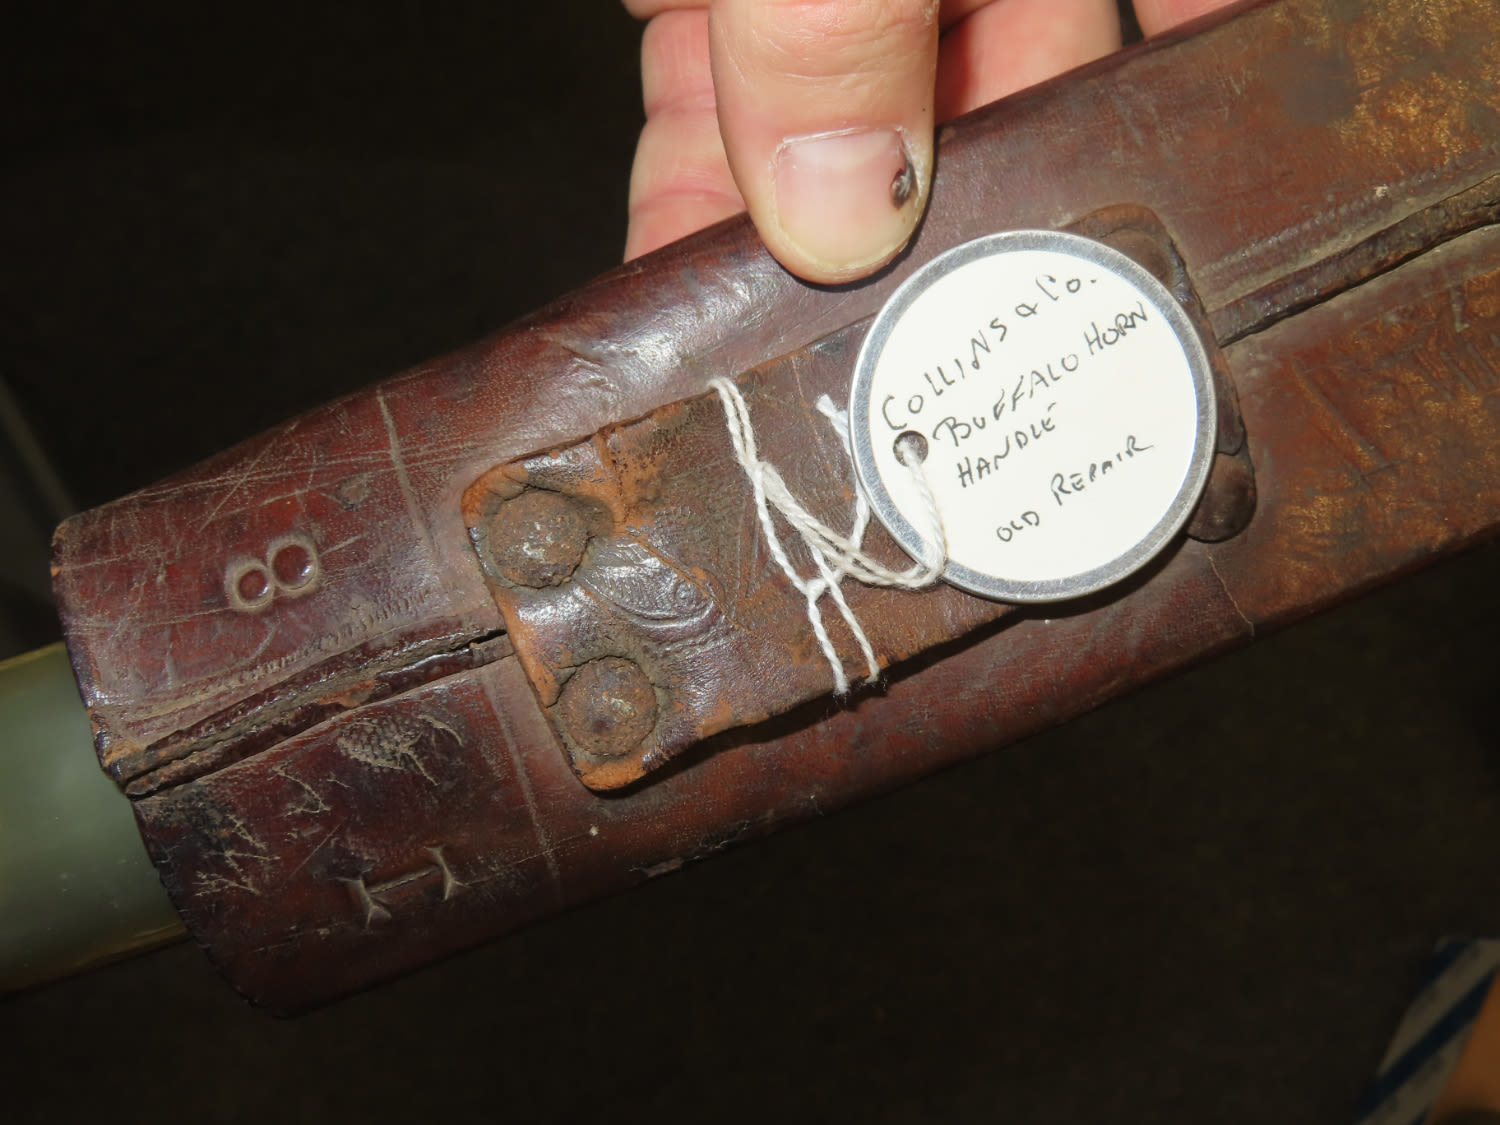 COLLINS & CO.
BUFFALO HORN
HANDLE
OLD REPAIR
8
H